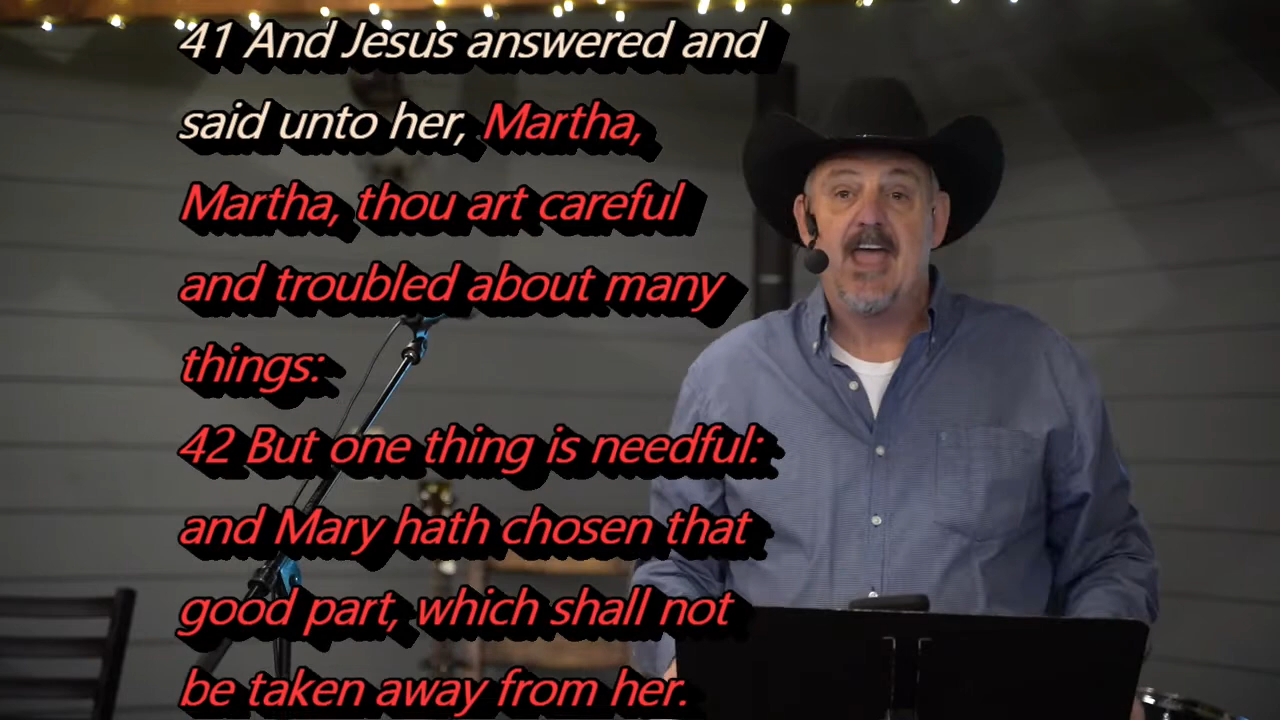 41 And Jesus answered and
said unto her, Martha,
Martha, thou art careful
and troubled about many
things:
42 But one thing is needful:
and Mary hath chosen that
good part, which shall not
be taken away from her.